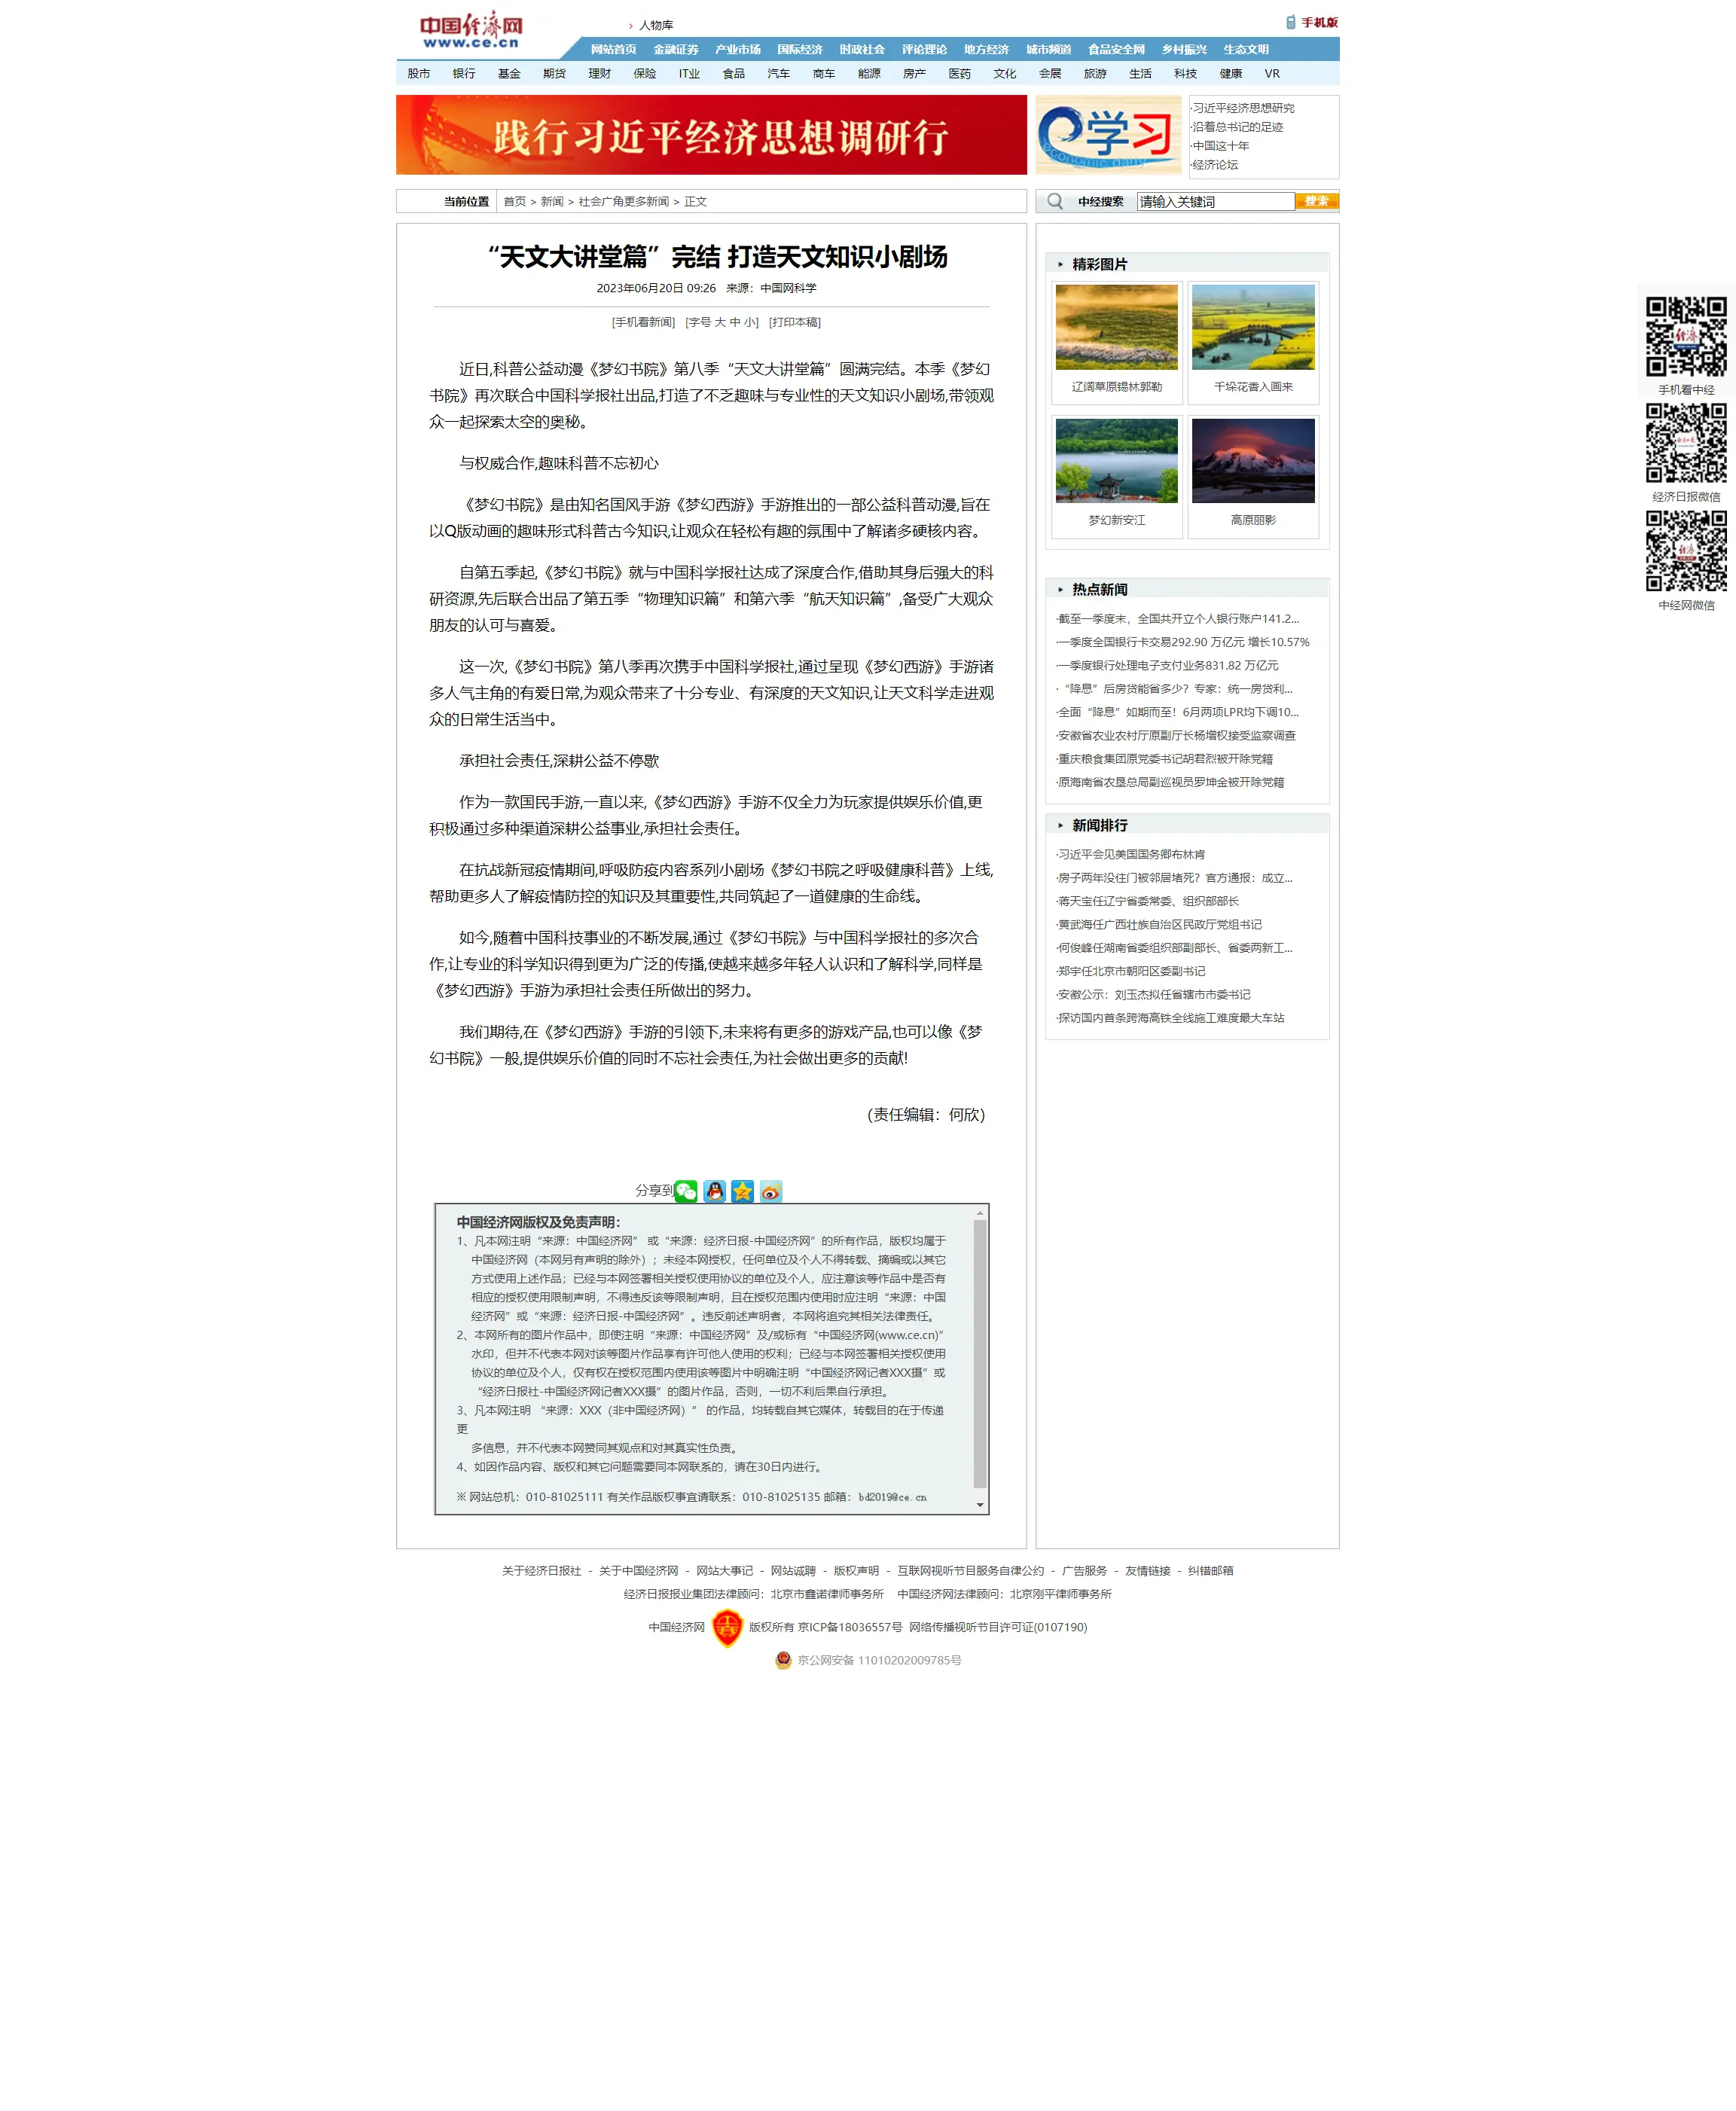 中国经济网
www.ce.cn
人物库
手机版
网站首页 金融证券 产业市场 国际经济 时政社会 评论理论 地方经济 城市频道 食品安全网 乡村振兴 生态文明
股市 银行 基金 期货 理财 保险 IT业 食品 汽车 商车 能源 房产 医药 文化 会展 旅游 生活 科技 健康 VR
践行习近平经济思想调研行
学习
economic daily
·习近平经济思想研究
·沿着总书记的足迹
·中国这十年
·经济论坛
当前位置 首页 > 新闻 > 社会广角更多新闻 > 正文
中经搜索 请输入关键词 搜索
“天文大讲堂篇”完结 打造天文知识小剧场
2023年06月20日 09:26 来源：中国网科学
[手机看新闻] [字号 大 中 小] [打印本稿]
近日,科普公益动漫《梦幻书院》第八季“天文大讲堂篇”圆满完结。本季《梦幻
书院》再次联合中国科学报社出品,打造了不乏趣味与专业性的天文知识小剧场,带领观
众一起探索太空的奥秘。
与权威合作,趣味科普不忘初心
《梦幻书院》是由知名国风手游《梦幻西游》手游推出的一部公益科普动漫,旨在
以Q版动画的趣味形式科普古今知识,让观众在轻松有趣的氛围中了解诸多硬核内容。
自第五季起,《梦幻书院》就与中国科学报社达成了深度合作,借助其身后强大的科
研资源,先后联合出品了第五季“物理知识篇”和第六季“航天知识篇”,备受广大观众
朋友的认可与喜爱。
这一次,《梦幻书院》第八季再次携手中国科学报社,通过呈现《梦幻西游》手游诸
多人气主角的有爱日常,为观众带来了十分专业、有深度的天文知识,让天文科学走进观
众的日常生活当中。
承担社会责任,深耕公益不停歇
作为一款国民手游,一直以来,《梦幻西游》手游不仅全力为玩家提供娱乐价值,更
积极通过多种渠道深耕公益事业,承担社会责任。
在抗战新冠疫情期间,呼吸防疫内容系列小剧场《梦幻书院之呼吸健康科普》上线,
帮助更多人了解疫情防控的知识及其重要性,共同筑起了一道健康的生命线。
如今,随着中国科技事业的不断发展,通过《梦幻书院》与中国科学报社的多次合
作,让专业的科学知识得到更为广泛的传播,使越来越多年轻人认识和了解科学,同样是
《梦幻西游》手游为承担社会责任所做出的努力。
我们期待,在《梦幻西游》手游的引领下,未来将有更多的游戏产品,也可以像《梦
幻书院》一般,提供娱乐价值的同时不忘社会责任,为社会做出更多的贡献!
（责任编辑：何欣）
分享到
中国经济网版权及免责声明：
1、凡本网注明“来源：中国经济网” 或“来源：经济日报-中国经济网”的所有作品，版权均属于
中国经济网（本网另有声明的除外）；未经本网授权，任何单位及个人不得转载、摘编或以其它
方式使用上述作品；已经与本网签署相关授权使用协议的单位及个人，应注意该等作品中是否有
相应的授权使用限制声明，不得违反该等限制声明，且在授权范围内使用时应注明“来源：中国
经济网”或“来源：经济日报-中国经济网”。违反前述声明者，本网将追究其相关法律责任。
2、本网所有的图片作品中，即使注明“来源：中国经济网”及/或标有“中国经济网(www.ce.cn)”
水印，但并不代表本网对该等图片作品享有许可他人使用的权利；已经与本网签署相关授权使用
协议的单位及个人，仅有权在授权范围内使用该等图片中明确注明“中国经济网记者XXX摄”或
“经济日报社-中国经济网记者XXX摄”的图片作品，否则，一切不利后果自行承担。
3、凡本网注明 “来源：XXX（非中国经济网）” 的作品，均转载自其它媒体，转载目的在于传递
更
多信息，并不代表本网赞同其观点和对其真实性负责。
4、如因作品内容、版权和其它问题需要同本网联系的，请在30日内进行。
※ 网站总机：010-81025111 有关作品版权事宜请联系：010-81025135 邮箱：bd2019@ce.cn
精彩图片
辽阔草原锡林郭勒 千垛花香入画来
梦幻新安江 高原丽影
热点新闻
·截至一季度末，全国共开立个人银行账户141.2...
·一季度全国银行卡交易292.90 万亿元 增长10.57%
·一季度银行处理电子支付业务831.82 万亿元
·“降息”后房贷能省多少？专家：统一房贷利...
·全面“降息”如期而至！6月两项LPR均下调10...
·安徽省农业农村厅原副厅长杨增权接受监察调查
·重庆粮食集团原党委书记胡君烈被开除党籍
·原海南省农垦总局副巡视员罗坤金被开除党籍
新闻排行
·习近平会见美国国务卿布林肯
·房子两年没住门被邻居堵死？官方通报：成立...
·蒋天宝任辽宁省委常委、组织部部长
·黄武海任广西壮族自治区民政厅党组书记
·何俊峰任湖南省委组织部副部长、省委两新工...
·郑宇任北京市朝阳区委副书记
·安徽公示：刘玉杰拟任省辖市市委书记
·探访国内首条跨海高铁全线施工难度最大车站
手机看中经
经济日报微信
中经网微信
关于经济日报社 - 关于中国经济网 - 网站大事记 - 网站诚聘 - 版权声明 - 互联网视听节目服务自律公约 - 广告服务 - 友情链接 - 纠错邮箱
经济日报报业集团法律顾问：北京市鑫诺律师事务所 中国经济网法律顾问：北京刚平律师事务所
中国经济网 版权所有 京ICP备18036557号 网络传播视听节目许可证(0107190)
京公网安备 11010202009785号